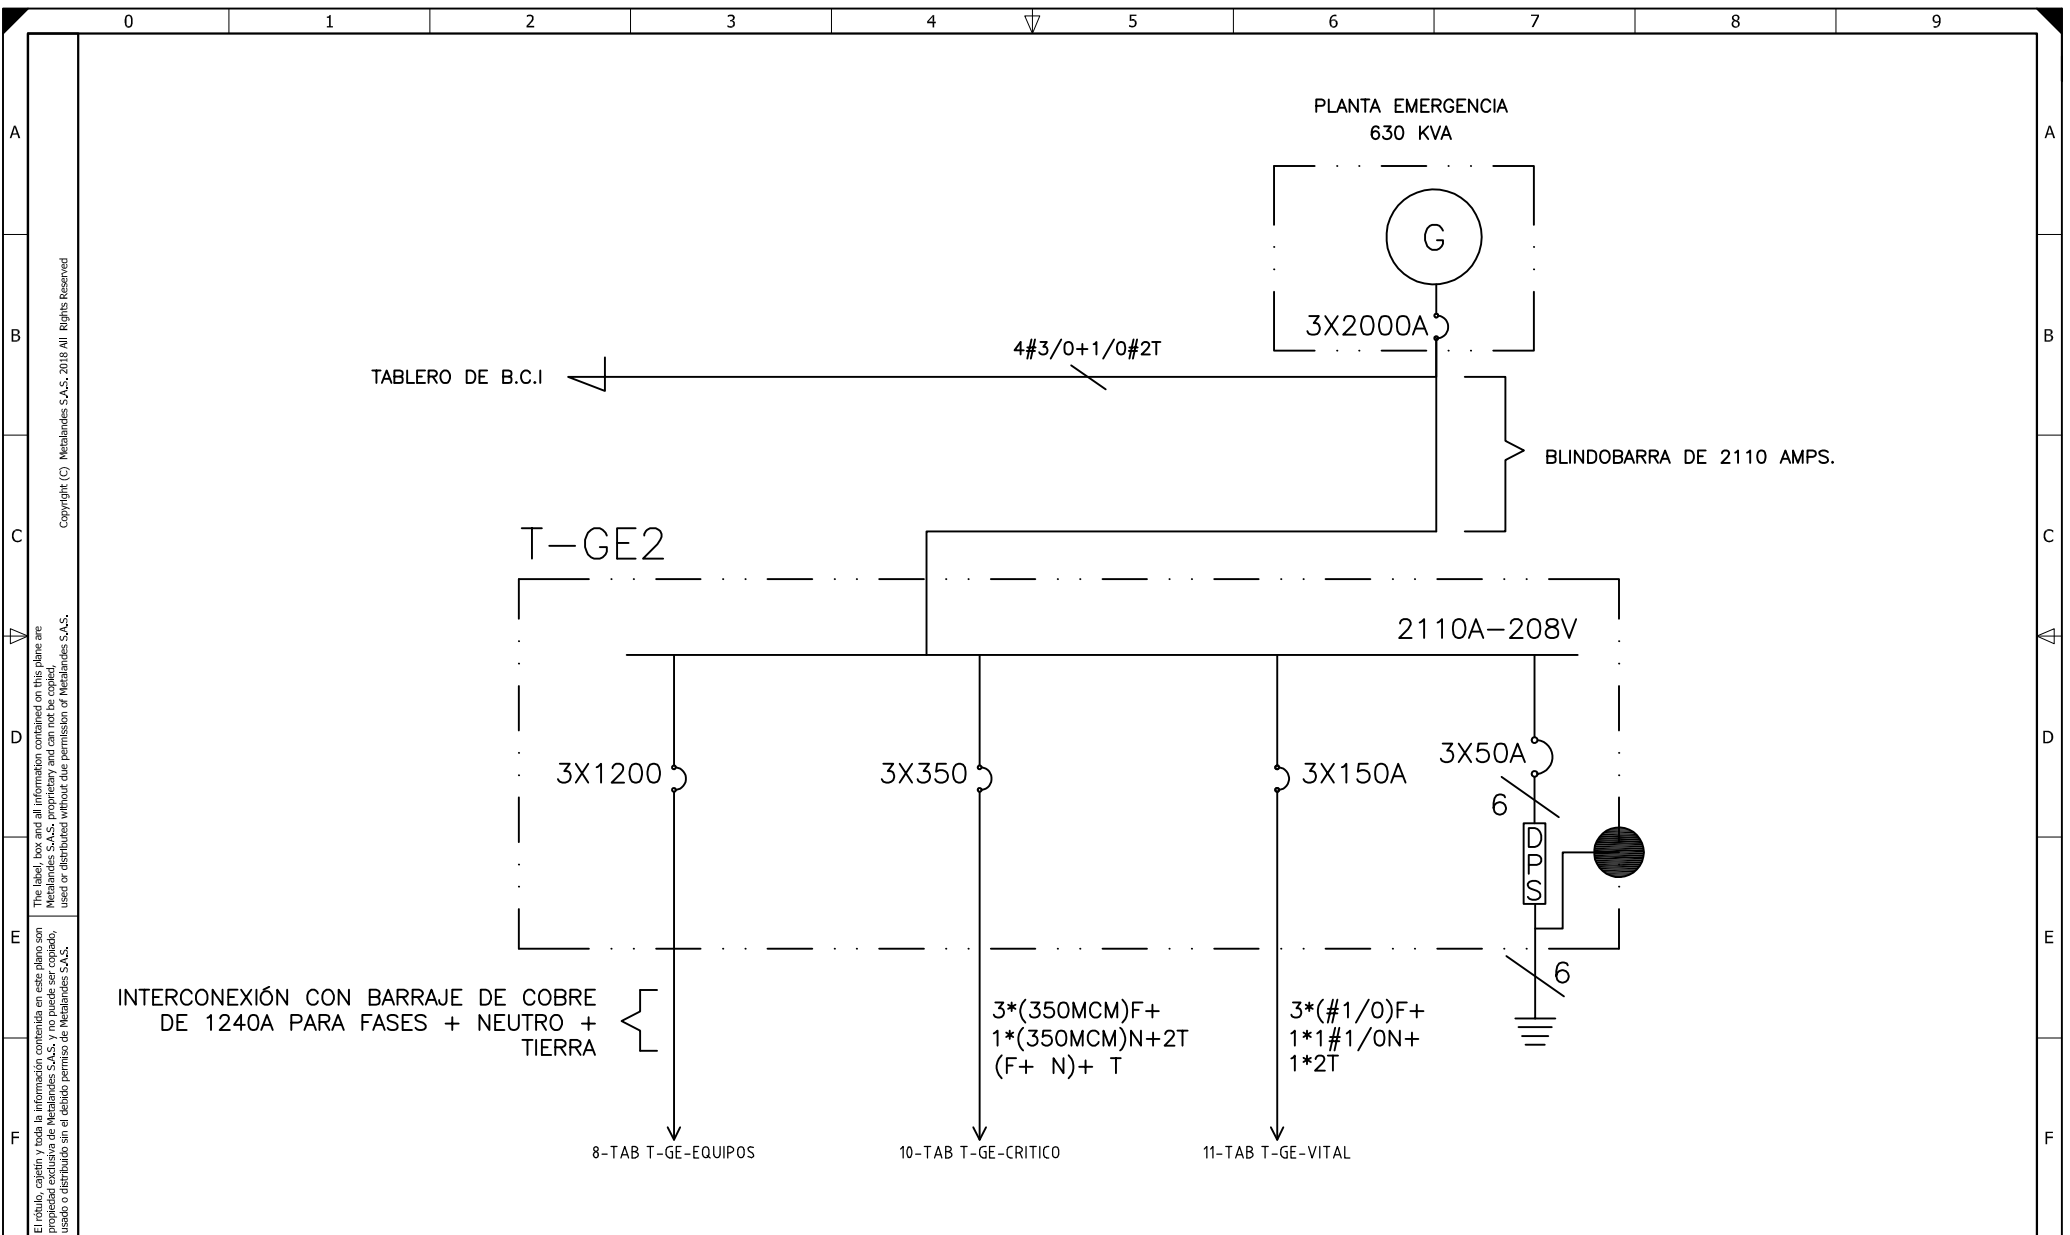 0 1 2 3 4 5 6 7 8 9
A A
B B
C C
D D
E E
F F
Copyright (C) Metalandes S.A.S. 2018 All Rights Reserved
The label, box and all information contained on this plane are
Metalandes S.A.S. proprietary and can not be copied,
used or distributed without due permission of Metalandes S.A.S.
El rótulo, cajetín y toda la información contenida en este plano son
propiedad exclusiva de Metalandes S.A.S. y no puede ser copiado,
usado o distribuido sin el debido permiso de Metalandes S.A.S.
PLANTA EMERGENCIA
630 KVA
G
3X2000A
4#3/0+1/0#2T
TABLERO DE B.C.I
BLINDOBARRA DE 2110 AMPS.
T-GE2
2110A-208V
3X1200
3X350
3X150A
3X50A
6
DPS
6
INTERCONEXIÓN CON BARRAJE DE COBRE
DE 1240A PARA FASES + NEUTRO +
TIERRA
3*(350MCM)F+
1*(350MCM)N+2T
(F+ N)+ T
3*(#1/0)F+
1*1#1/0N+
1*2T
8-TAB T-GE-EQUIPOS
10-TAB T-GE-CRITICO
11-TAB T-GE-VITAL